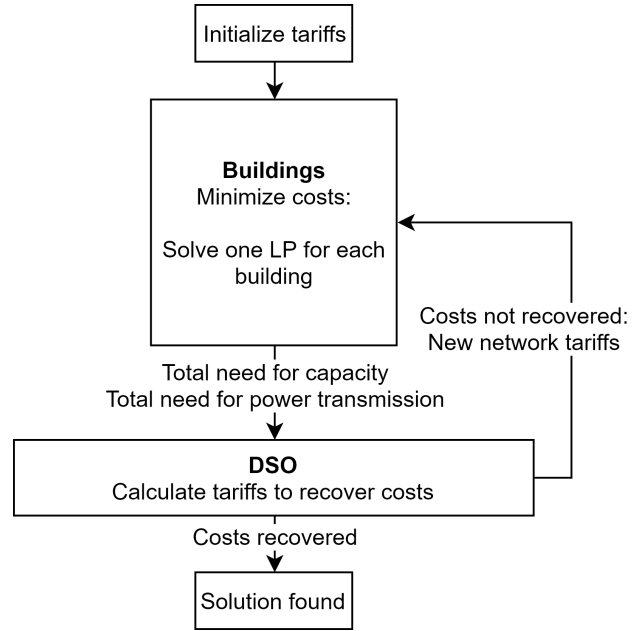 Initialize tariffs
Buildings
Minimize costs:
Solve one LP for each
building
Costs not recovered:
New network tariffs
Total need for capacity
Total need for power transmission
DSO
Calculate tariffs to recover costs
Costs recovered
Solution found